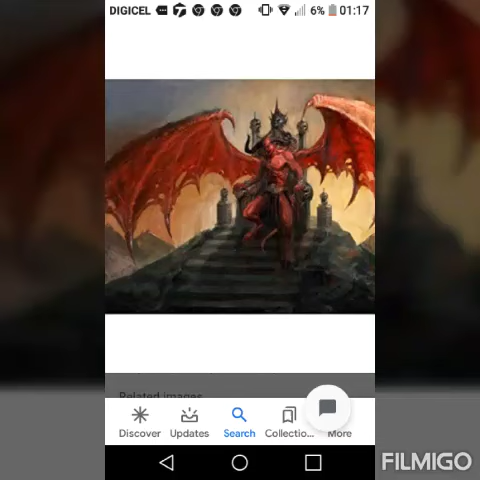 DIGICEL 6% 01:17
Related images
Discover Updates Search Collectio... More
FILMIGO